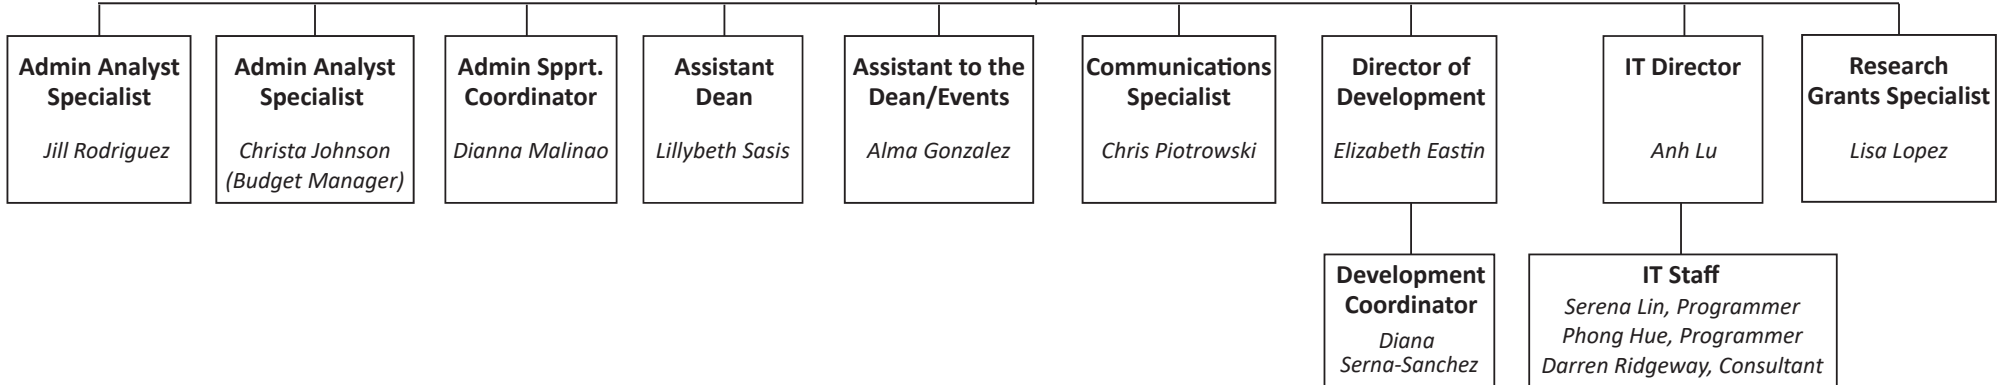 Admin Analyst
Specialist
Jill Rodriguez
Admin Analyst
Specialist
Christa Johnson
(Budget Manager)
Admin Spprt.
Coordinator
Dianna Malinao
Assistant
Dean
Lillybeth Sasis
Assistant to the
Dean/Events
Alma Gonzalez
Communications
Specialist
Chris Piotrowski
Director of
Development
Elizabeth Eastin
IT Director
Anh Lu
Research
Grants Specialist
Lisa Lopez
Development
Coordinator
Diana
Serna-Sanchez
IT Staff
Serena Lin, Programmer
Phong Hue, Programmer
Darren Ridgeway, Consultant